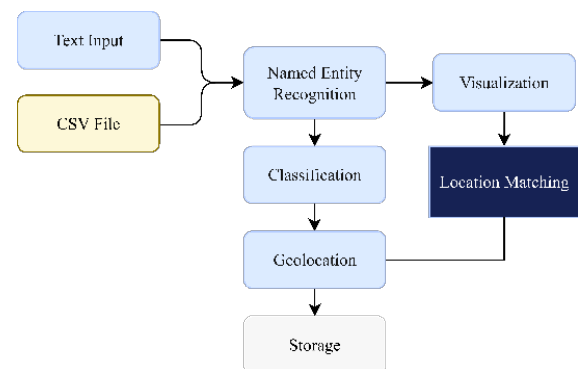 Text Input
CSV File
Named Entity
Recognition
Visualization
Classification
Location Matching
Geolocation
Storage